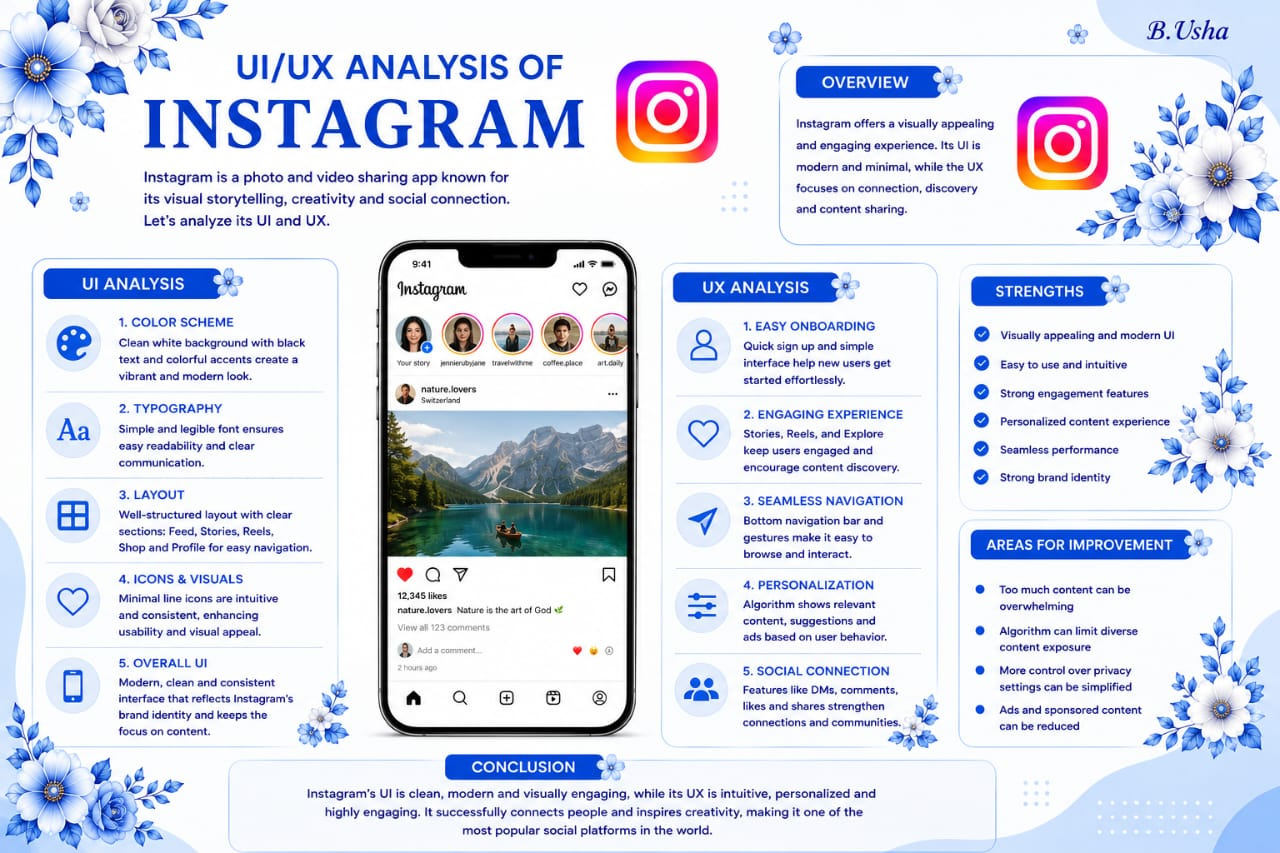 B.Usha
UI/UX ANALYSIS OF
INSTAGRAM
Instagram is a photo and video sharing app known for
its visual storytelling, creativity and social connection.
Let's analyze its UI and UX.
OVERVIEW
Instagram offers a visually appealing
and engaging experience. Its UI is
modern and minimal, while the UX
focuses on connection, discovery
and content sharing.
UI ANALYSIS
1. COLOR SCHEME
Clean white background with black
text and colorful accents create a
vibrant and modern look.
Aa
2. TYPOGRAPHY
Simple and legible font ensures
easy readability and clear
communication.
3. LAYOUT
Well-structured layout with clear
sections: Feed, Stories, Reels,
Shop and Profile for easy navigation.
4. ICONS & VISUALS
Minimal line icons are intuitive
and consistent, enhancing
usability and visual appeal.
5. OVERALL UI
Modern, clean and consistent
interface that reflects Instagram's
brand identity and keeps the
focus on content.
9:41
Instagram
Your story jennierubyjane travelwithme coffee.place art.daily
nature.lovers
Switzerland
12,345 likes
nature.lovers Nature is the art of God 🌿
View all 123 comments
Add a comment...
2 hours ago
UX ANALYSIS
1. EASY ONBOARDING
Quick sign up and simple
interface help new users get
started effortlessly.
2. ENGAGING EXPERIENCE
Stories, Reels, and Explore
keep users engaged and
encourage content discovery.
3. SEAMLESS NAVIGATION
Bottom navigation bar and
gestures make it easy to
browse and interact.
4. PERSONALIZATION
Algorithm shows relevant
content, suggestions and
ads based on user behavior.
5. SOCIAL CONNECTION
Features like DMs, comments,
likes and shares strengthen
connections and communities.
STRENGTHS
Visually appealing and modern UI
Easy to use and intuitive
Strong engagement features
Personalized content experience
Seamless performance
Strong brand identity
AREAS FOR IMPROVEMENT
Too much content can be
overwhelming
Algorithm can limit diverse
content exposure
More control over privacy
settings can be simplified
Ads and sponsored content
can be reduced
CONCLUSION
Instagram's UI is clean, modern and visually engaging, while its UX is intuitive, personalized and
highly engaging. It successfully connects people and inspires creativity, making it one of the
most popular social platforms in the world.